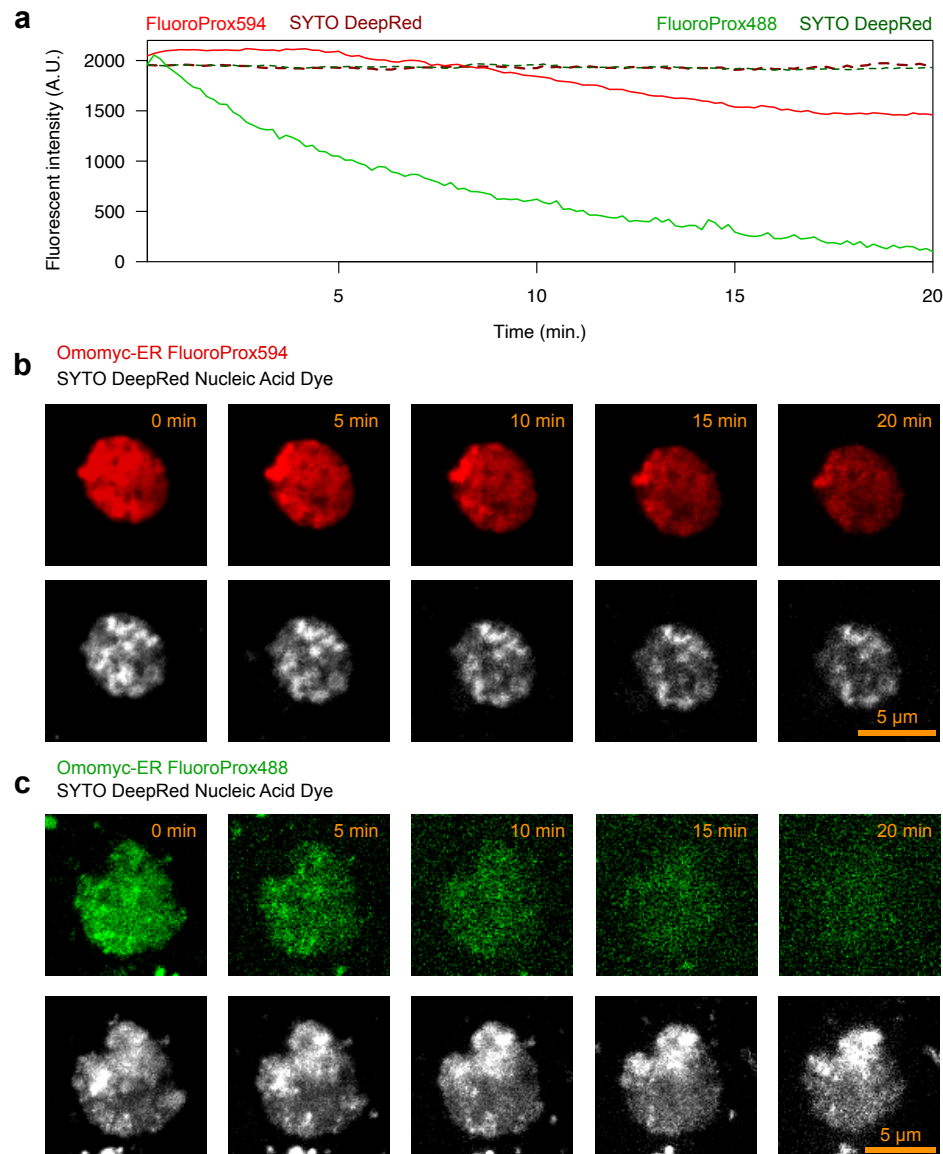 a
FluoroProx594 SYTO DeepRed FluoroProx488 SYTO DeepRed
Fluorescent intensity (A.U.)
2000
1500
1000
500
0
5 10 15 20
Time (min.)
b
Omomyc-ER FluoroProx594
SYTO DeepRed Nucleic Acid Dye
0 min 5 min 10 min 15 min 20 min
5 µm
c
Omomyc-ER FluoroProx488
SYTO DeepRed Nucleic Acid Dye
0 min 5 min 10 min 15 min 20 min
5 µm